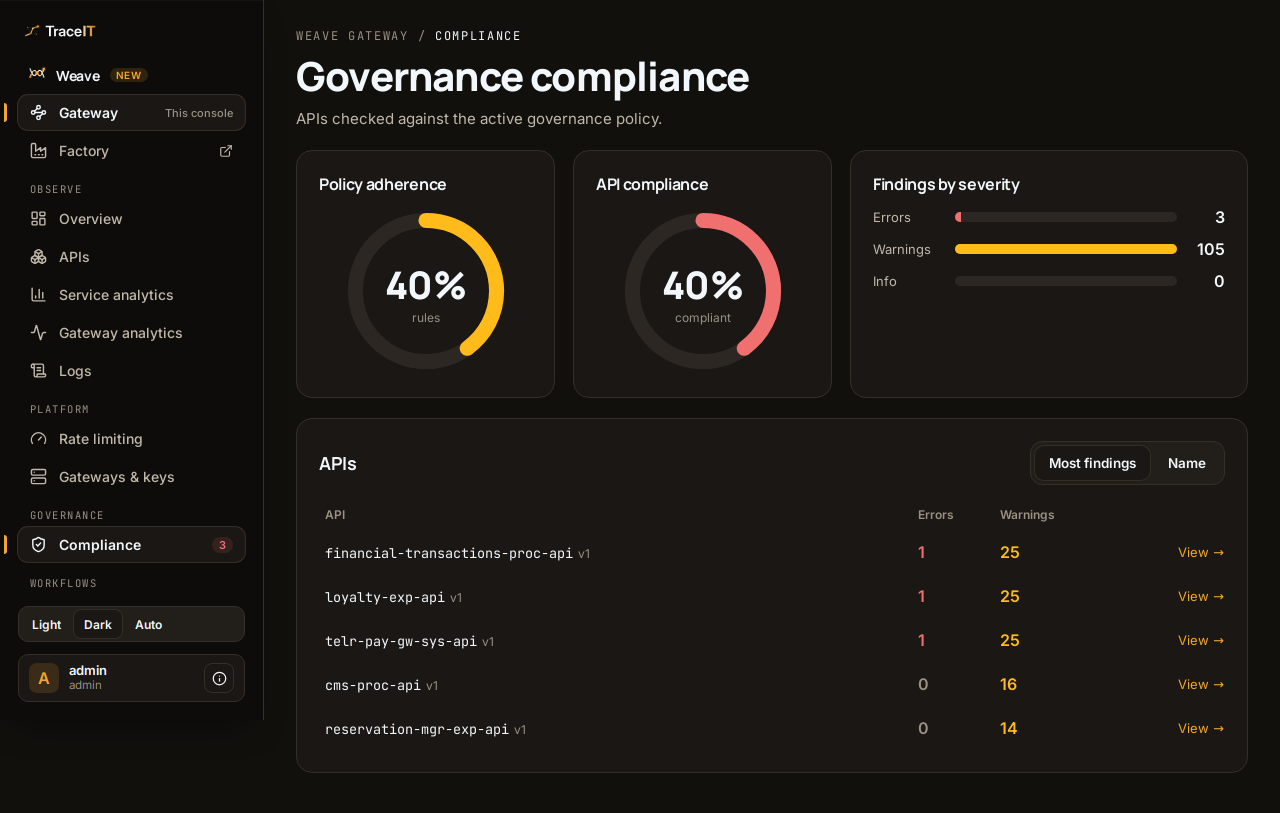 TraceIT
Weave NEW
Gateway This console
Factory
OBSERVE
Overview
APIs
Service analytics
Gateway analytics
Logs
PLATFORM
Rate limiting
Gateways & keys
GOVERNANCE
Compliance 3
WORKFLOWS
Light Dark Auto
A admin
admin
WEAVE GATEWAY / COMPLIANCE
Governance compliance
APIs checked against the active governance policy.
Policy adherence
40%
rules
API compliance
40%
compliant
Findings by severity
Errors 3
Warnings 105
Info 0
APIs Most findings Name
API Errors Warnings
financial-transactions-proc-api v1 1 25 View →
loyalty-exp-api v1 1 25 View →
telr-pay-gw-sys-api v1 1 25 View →
cms-proc-api v1 0 16 View →
reservation-mgr-exp-api v1 0 14 View →